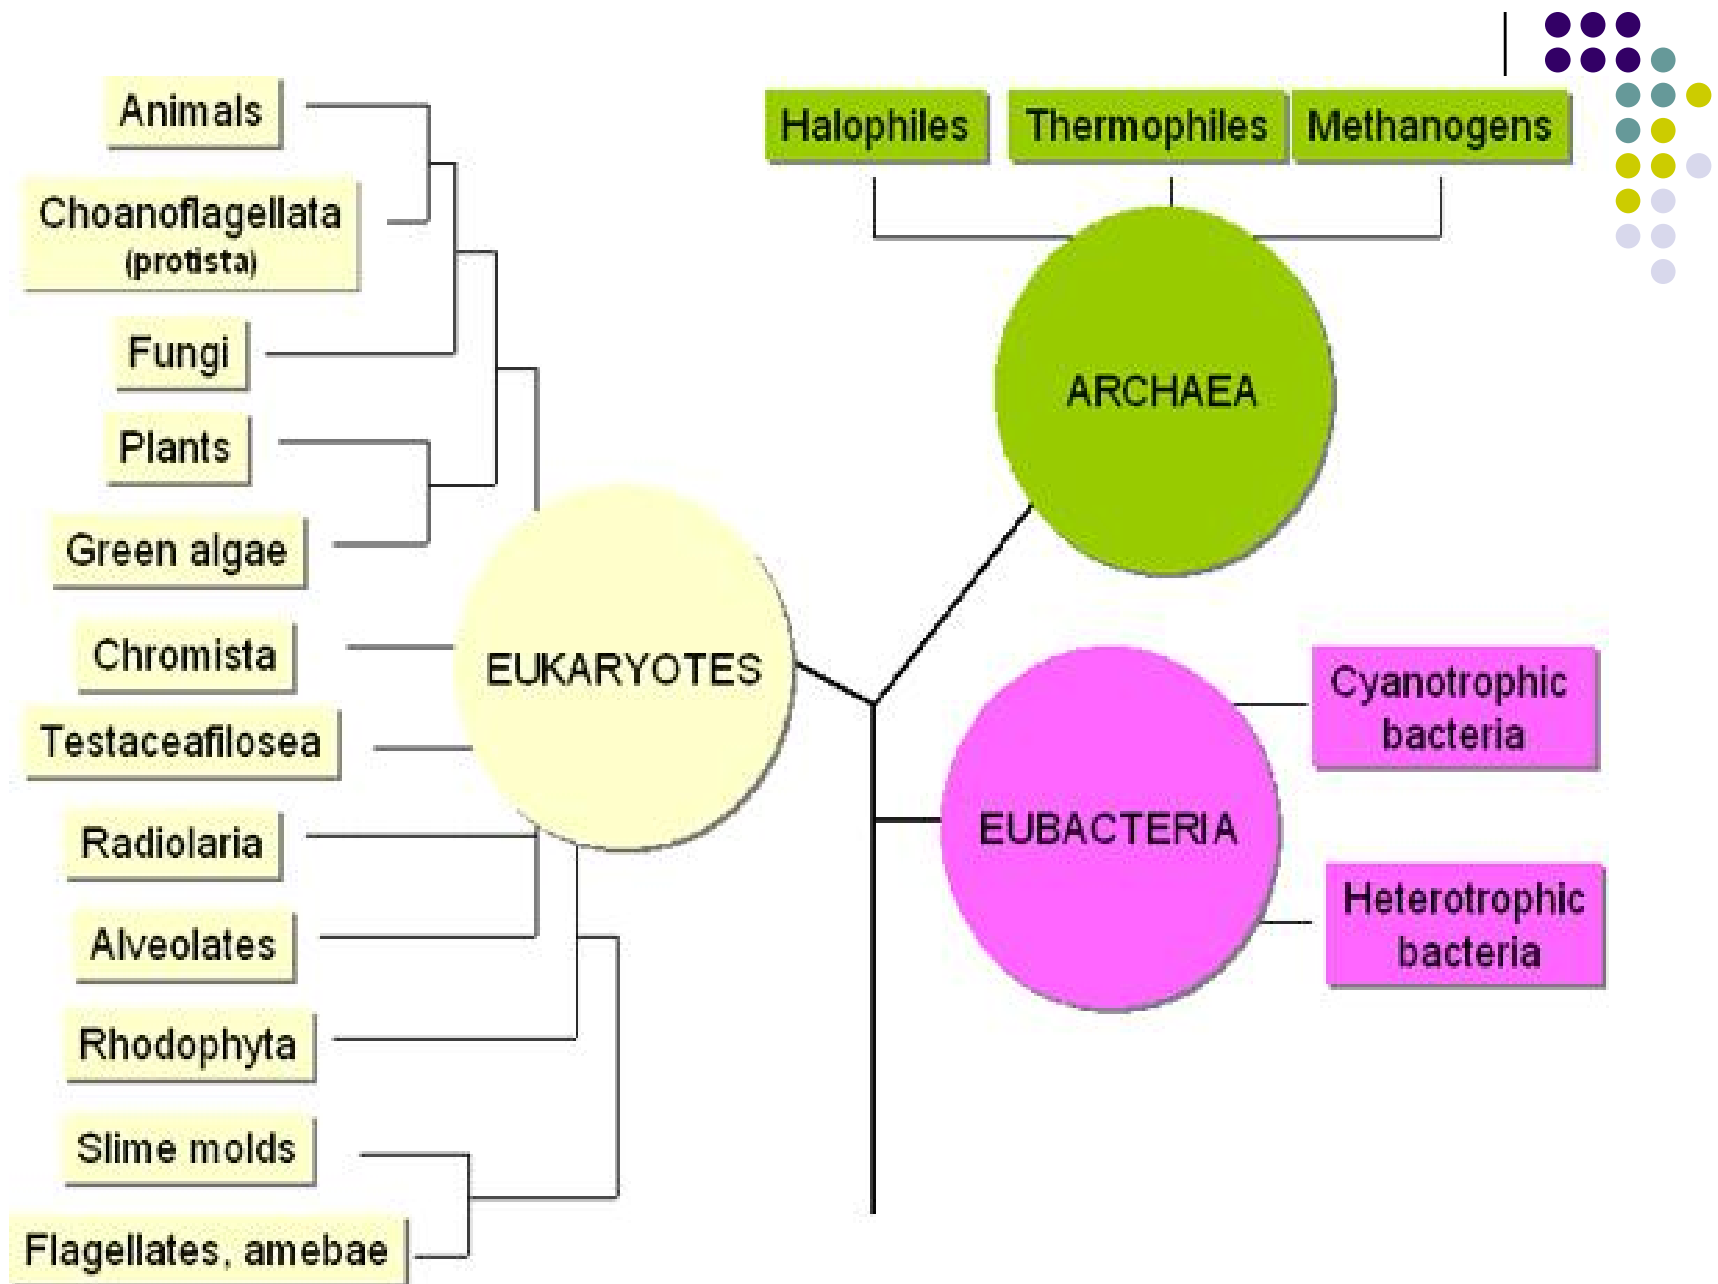 Animals
Choanoflagellata
(protista)
Fungi
Plants
Green algae
Chromista
Testaceafilosea
Radiolaria
Alveolates
Rhodophyta
Slime molds
Flagellates, amebae
EUKARYOTES
Halophiles
Thermophiles
Methanogens
ARCHAEA
EUBACTERIA
Cyanotrophic
bacteria
Heterotrophic
bacteria